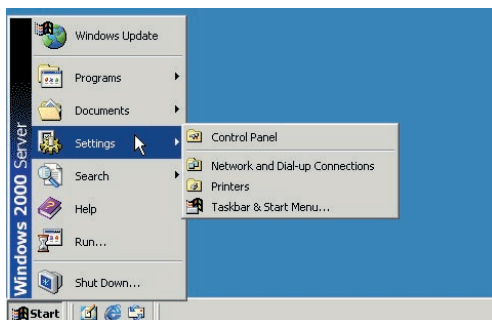 Windows Update
Programs
Documents
Settings
Search
Help
Run...
Shut Down...
Windows 2000 Server
Control Panel
Network and Dial-up Connections
Printers
Taskbar & Start Menu...
Start